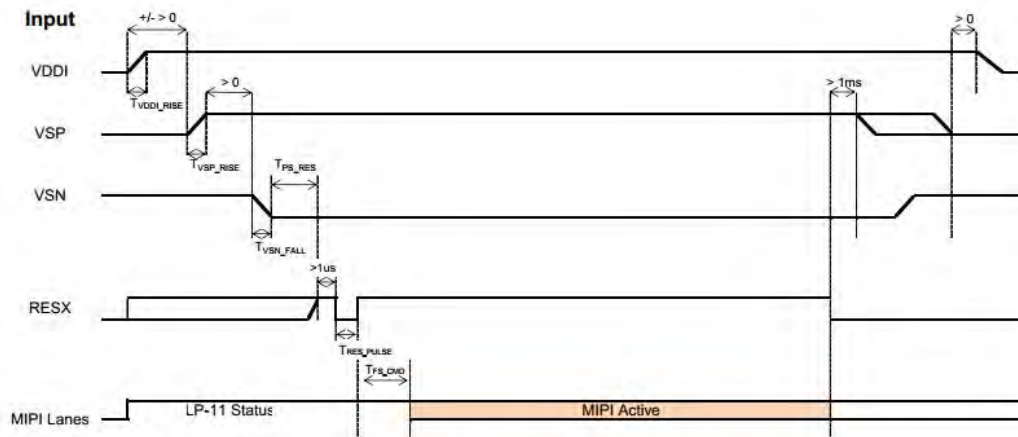 Input
+/- > 0
> 0
VDDI
TVDDI_RISE
> 0
> 1ms
VSP
TVSP_RISE
TPS_RES
VSN
TVSN_FALL
>1us
RESX
TRES_PULSE
TFS_CMD
LP-11 Status
MIPI Active
MIPI Lanes